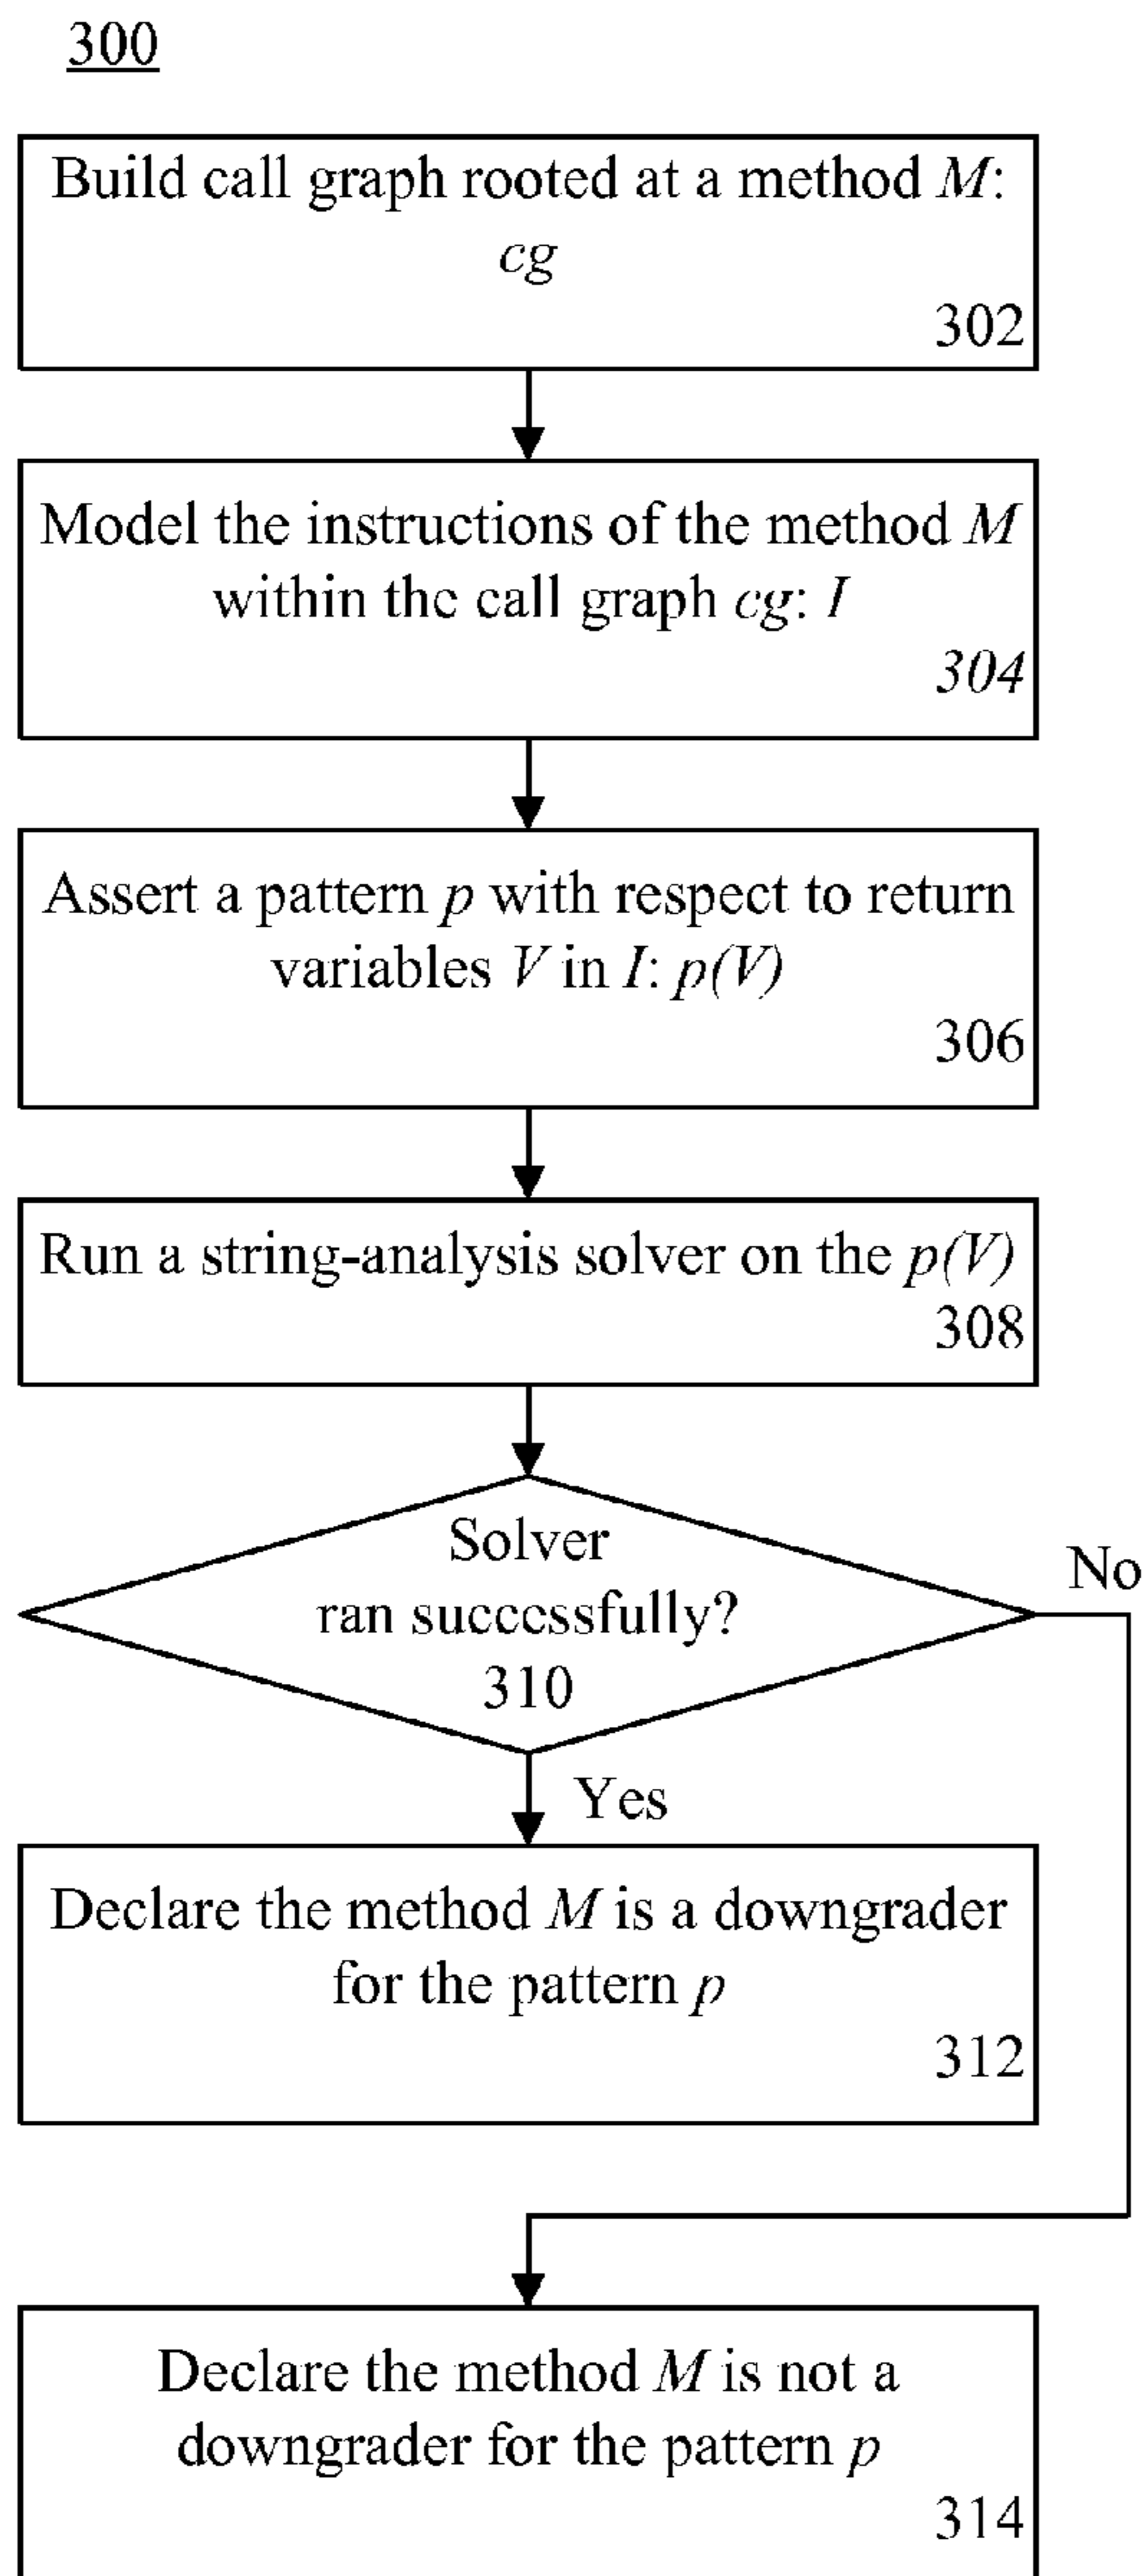 300
Build call graph rooted at a method M:
cg
302
Model the instructions of the method M
within the call graph cg: I
304
Assert a pattern p with respect to return
variables V in I: p(V)
306
Run a string-analysis solver on the p(V)
308
Solver
ran successfully?
310
No
Yes
Declare the method M is a downgrader
for the pattern p
312
Declare the method M is not a
downgrader for the pattern p
314